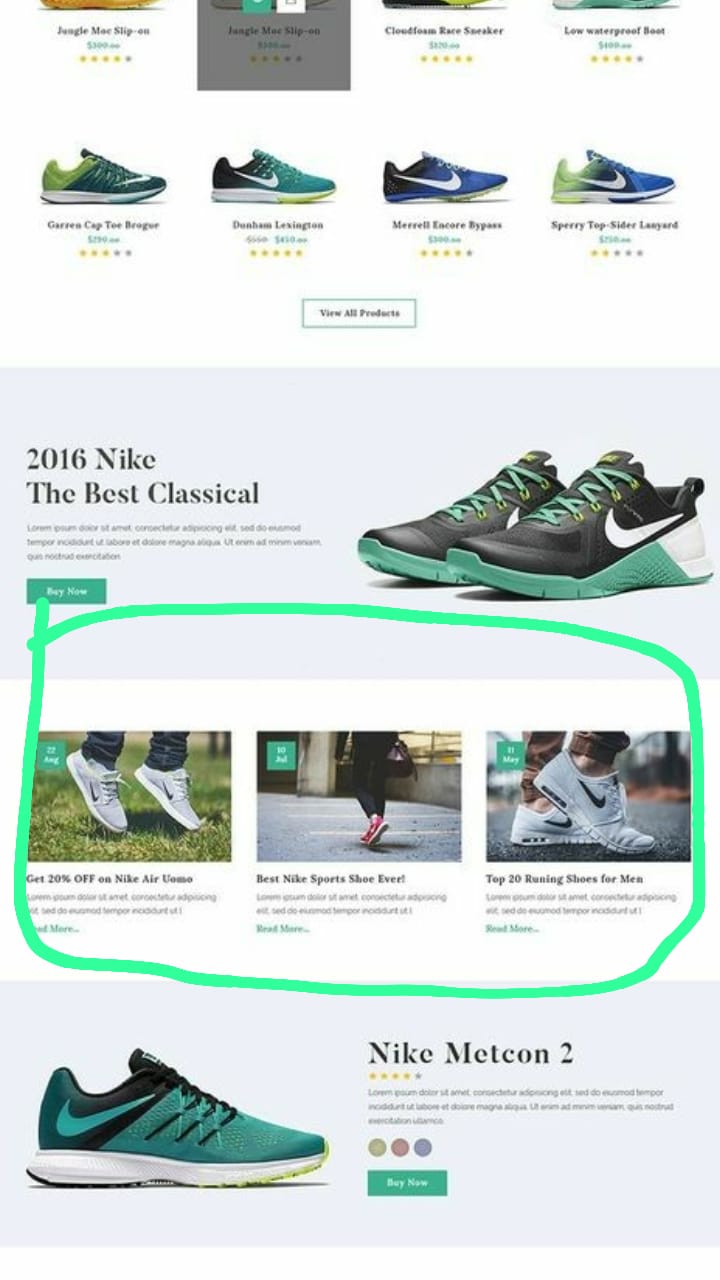 Jungle Moc Slip-on
Jungle Moc Slip-on
Cloudfoam Race Sneaker
Low waterproof Boot
$300.00
$300.00
$120.00
$400.00
Garren Cap Toe Brogue
Dunham Lexington
Merrell Encore Bypass
Sperry Top-Sider Lanyard
$290.00
$550 $450.00
$300.00
$250.00
View All Products
2016 Nike
The Best Classical
Lorem ipsum dolor sit amet, consectetur adipisicing elit, sed do eiusmod
tempor incididunt ut labore et dolore magna aliqua. Ut enim ad minim veniam,
quis nostrud exercitation
Buy Now
22
Aug
10
Jul
11
May
Get 20% OFF on Nike Air Uomo
Lorem ipsum dolor sit amet, consectetur adipisicing
elit, sed do eiusmod tempor incididunt ut l
Read More...
Best Nike Sports Shoe Ever!
Lorem ipsum dolor sit amet, consectetur adipisicing
elit, sed do eiusmod tempor incididunt ut l
Read More...
Top 20 Runing Shoes for Men
Lorem ipsum dolor sit amet, consectetur adipisicing
elit, sed do eiusmod tempor incididunt ut l
Read More...
Nike Metcon 2
Lorem ipsum dolor sit amet, consectetur adipisicing elit, sed do eiusmod tempor
incididunt ut labore et dolore magna aliqua. Ut enim ad minim veniam, quis nostrud
exercitation ullamco.
Buy Now